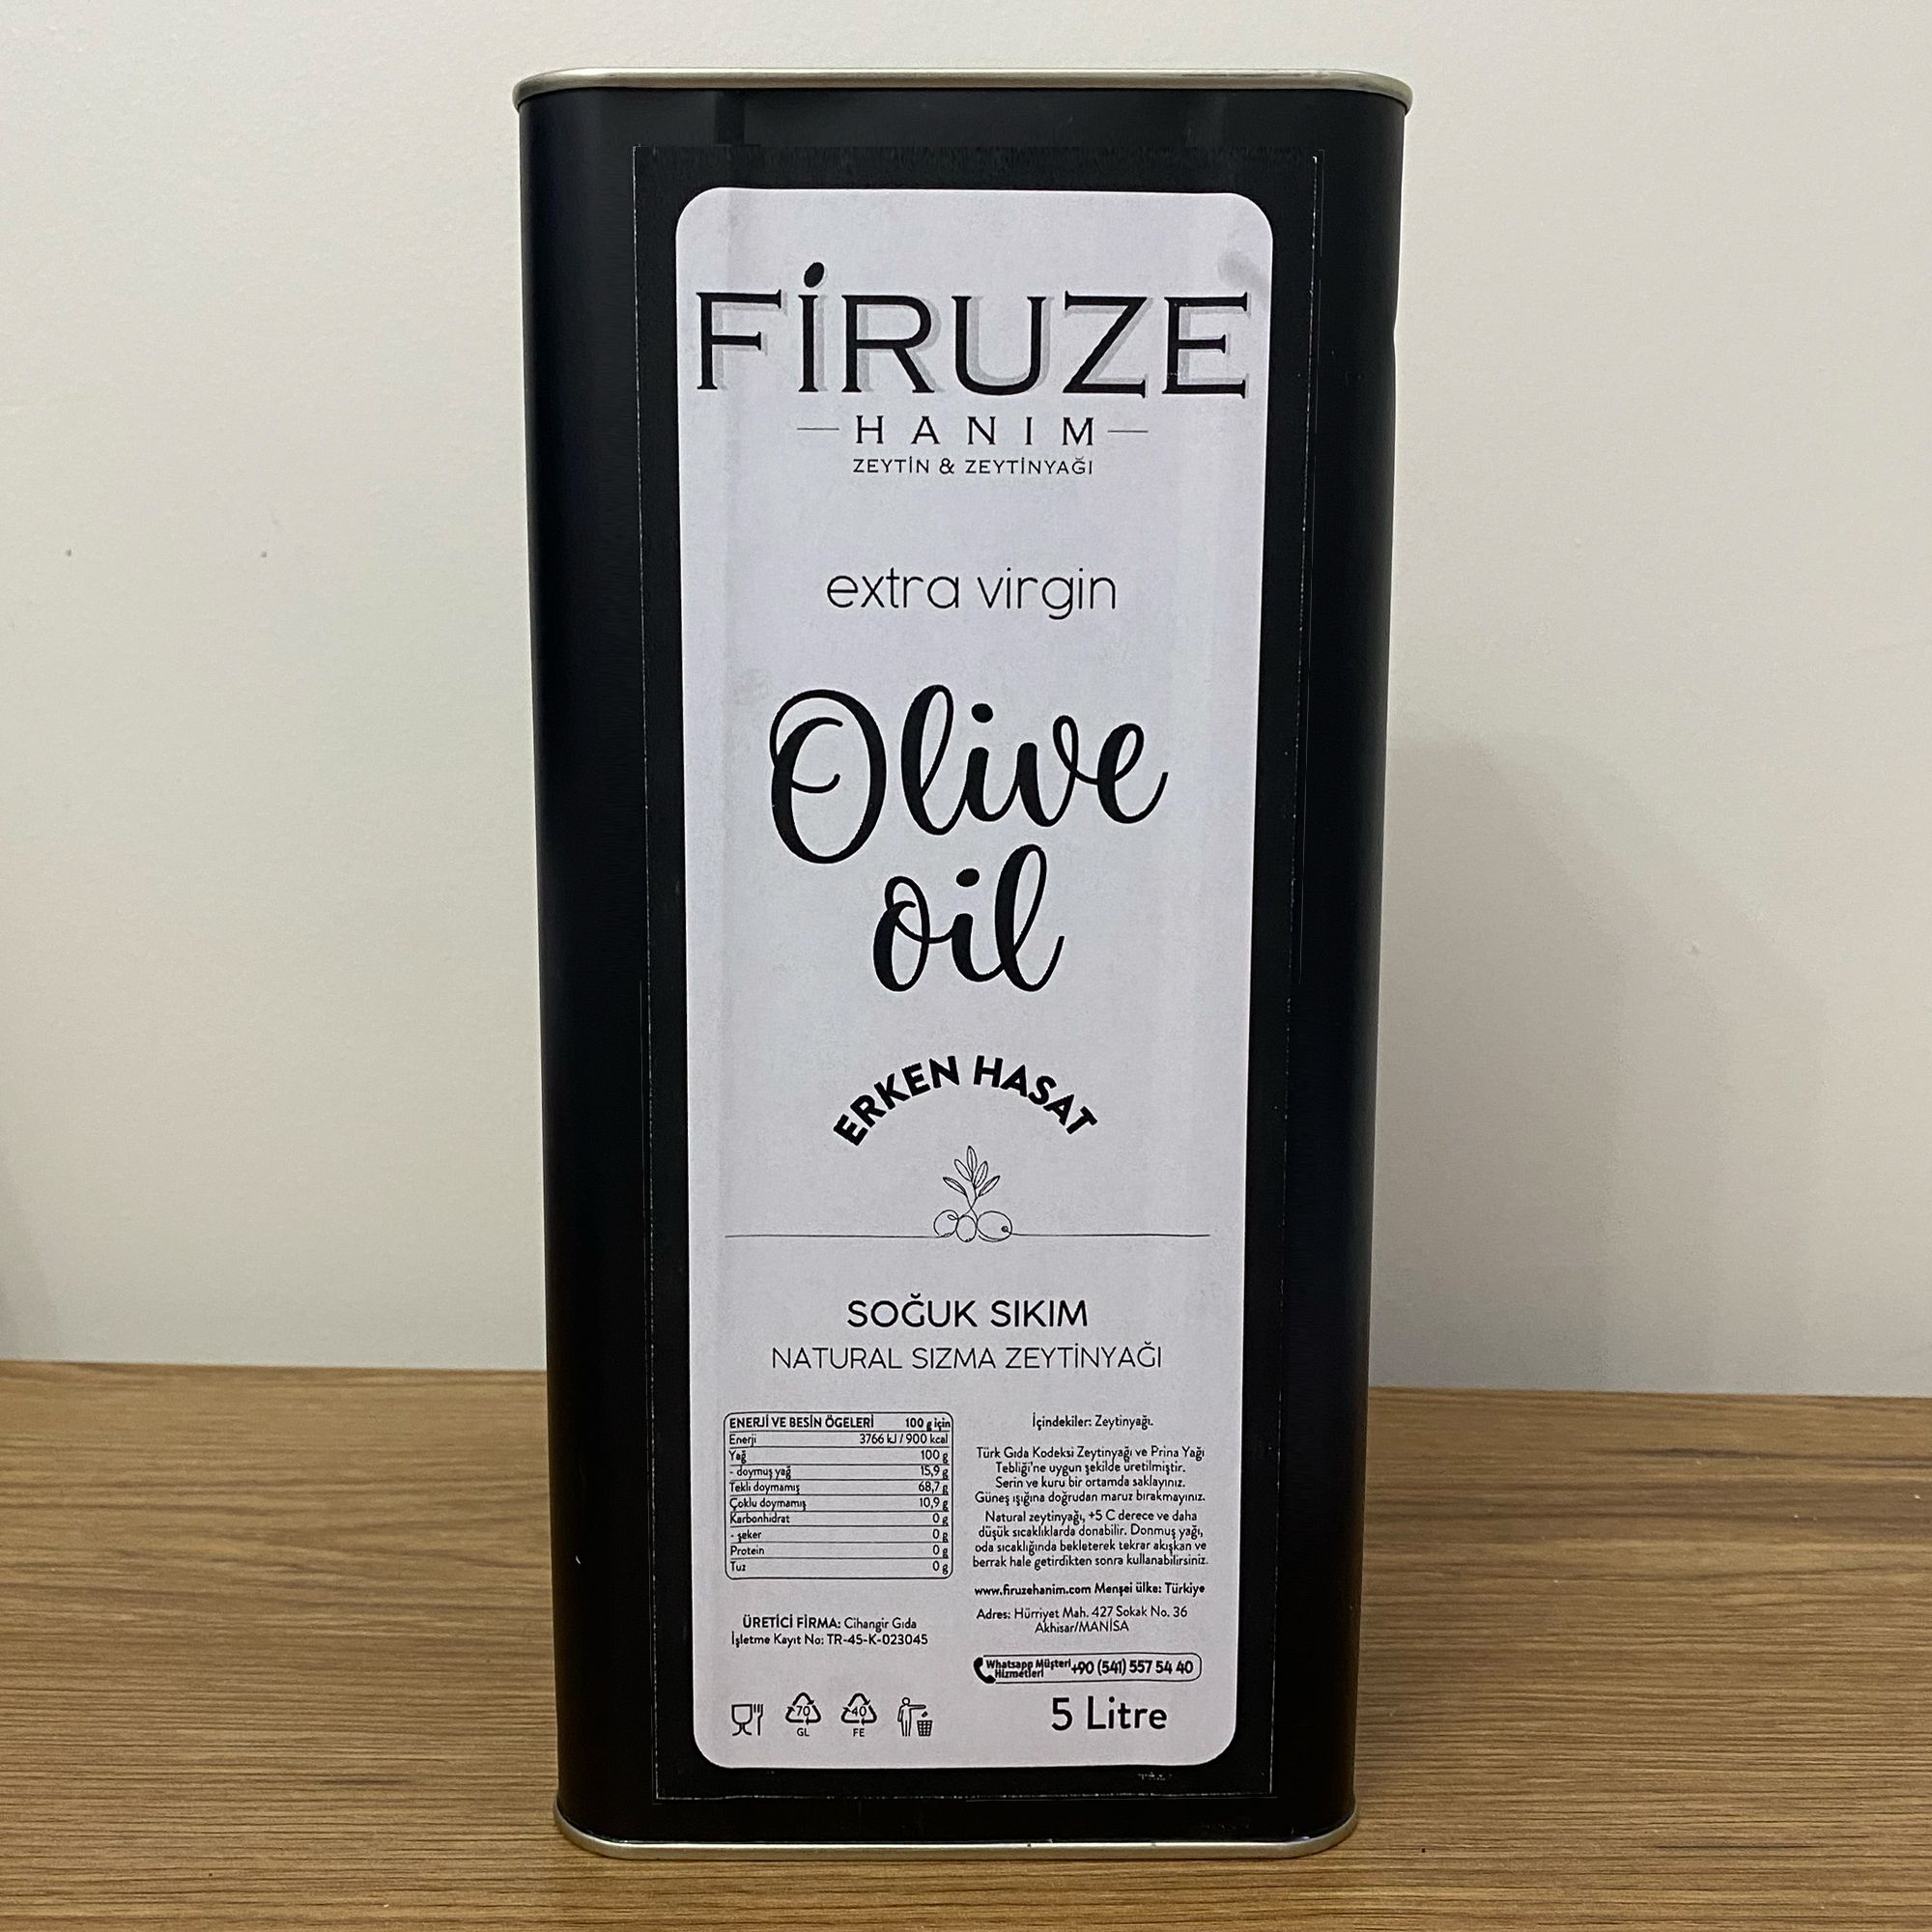 FİRUZE
HANIM
ZEYTİN & ZEYTİNYAĞI
extra virgin
Olive
oil
ERKEN HASAT
SOĞUK SIKIM
NATURAL SIZMA ZEYTİNYAĞI
ENERJİ VE BESİN ÖGELERİ 100 g için
Enerji 3766 kJ / 900 kcal
Yağ 100 g
- doymuş yağ 15,9 g
Tekli doymamış 68,7 g
Çoklu doymamış 10,9 g
Karbonhidrat 0 g
- şeker 0 g
Protein 0 g
Tuz 0 g
ÜRETİCİ FİRMA: Cihangir Gıda
İşletme Kayıt No: TR-45-K-023045
İçindekiler: Zeytinyağı.
Türk Gıda Kodeksi Zeytinyağı ve Prina Yağı
Tebliği'ne uygun şekilde üretilmiştir.
Serin ve kuru bir ortamda saklayınız.
Güneş ışığına doğrudan maruz bırakmayınız.
Natural zeytinyağı, +5 C derece ve daha
düşük sıcaklıklarda donabilir. Donmuş yağı,
oda sıcaklığında bekleterek tekrar akışkan ve
berrak hale getirdikten sonra kullanabilirsiniz.
www.firuzehanim.com Menşei ülke: Türkiye
Adres: Hürriyet Mah. 427 Sokak No. 36
Akhisar/MANİSA
Whatsapp Müşteri
Hizmetleri +90 (541) 557 54 40
70 40
GL FE
5 Litre